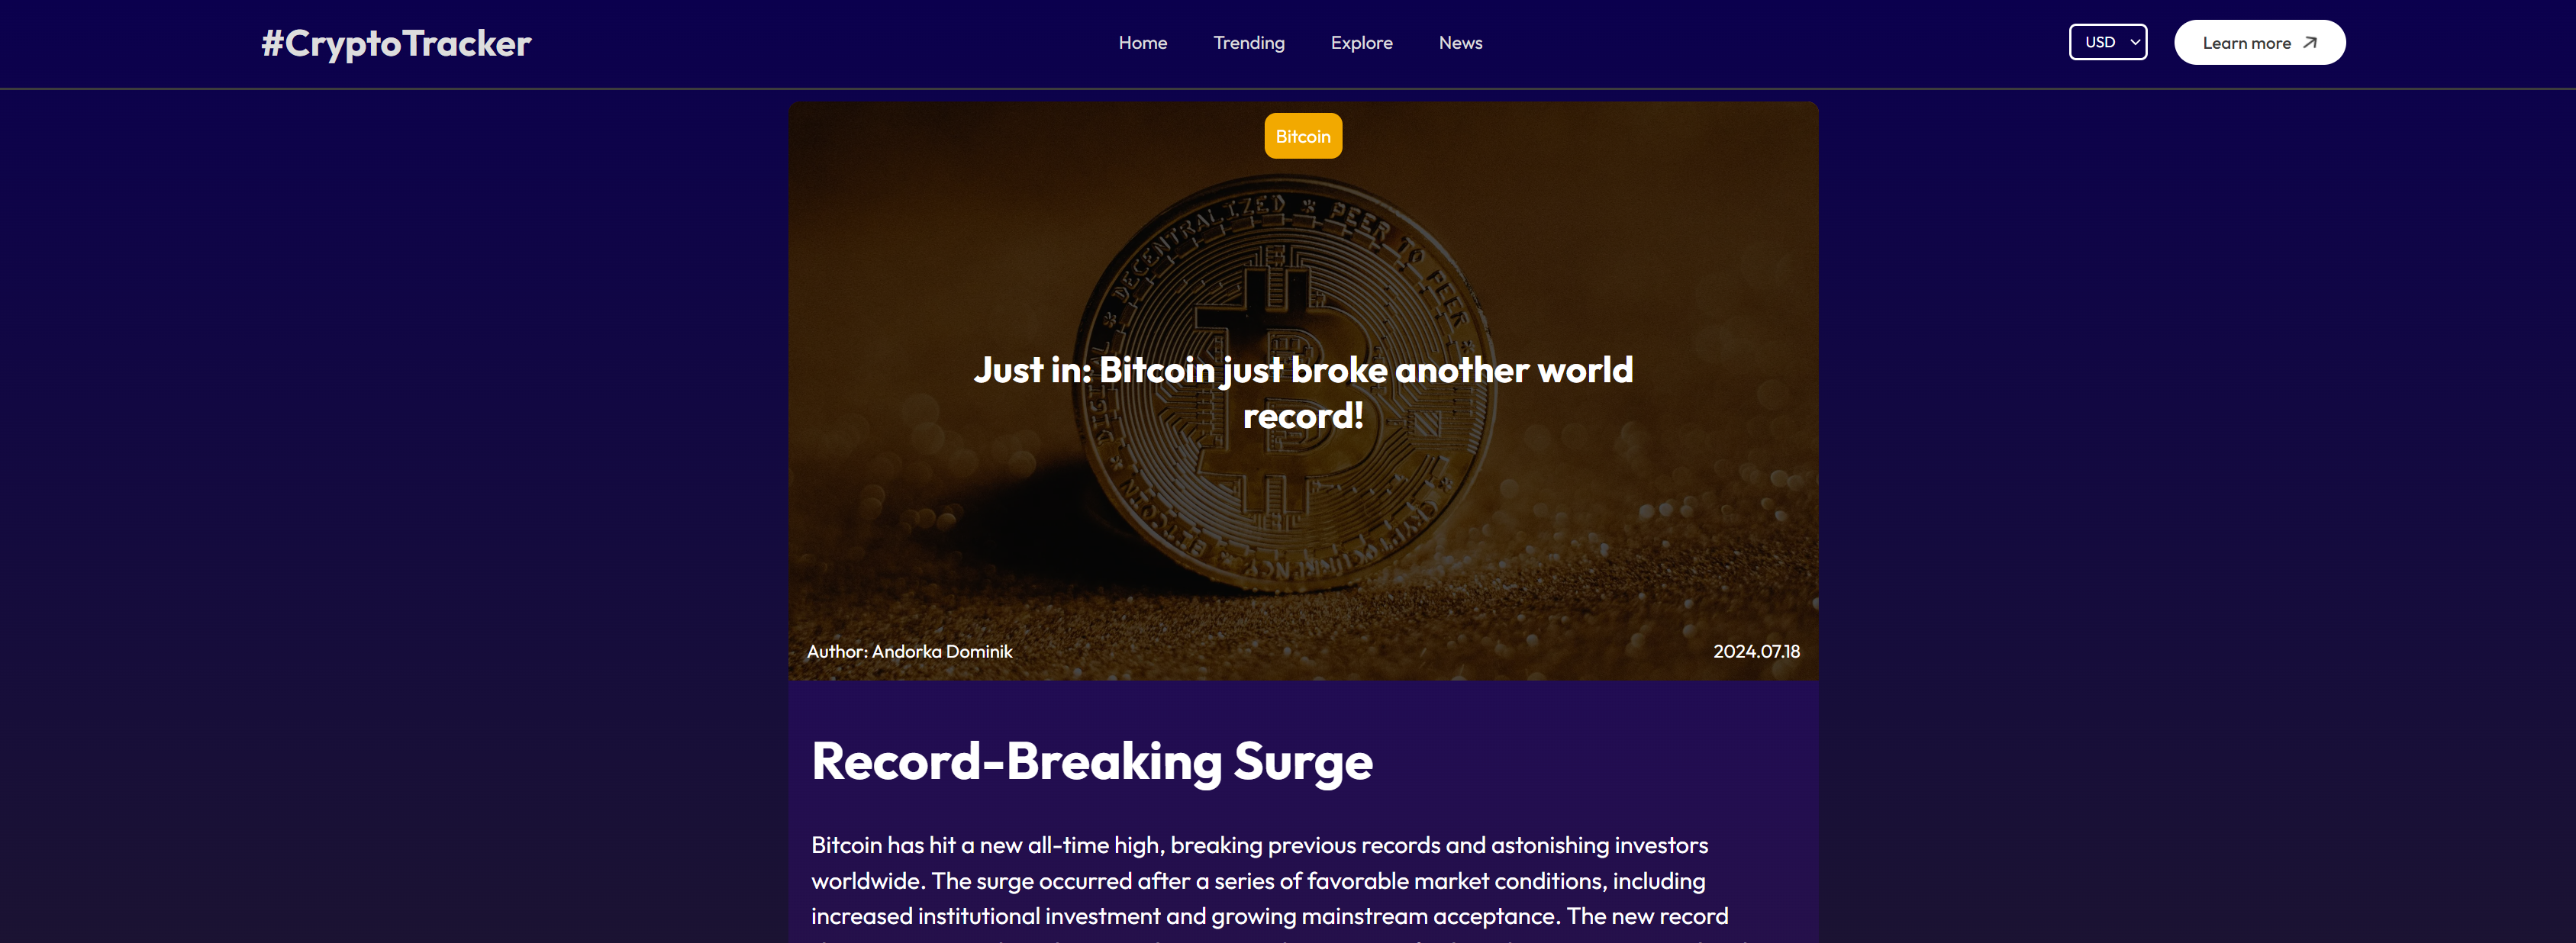 #CryptoTracker
Home
Trending
Explore
News
USD
Learn more
Bitcoin
DIGITAL * DECENTRALIZED * PEER TO PEER
BITCOIN
Just in: Bitcoin just broke another world
record!
Author: Andorka Dominik
2024.07.18
Record-Breaking Surge
Bitcoin has hit a new all-time high, breaking previous records and astonishing investors
worldwide. The surge occurred after a series of favorable market conditions, including
increased institutional investment and growing mainstream acceptance. The new record